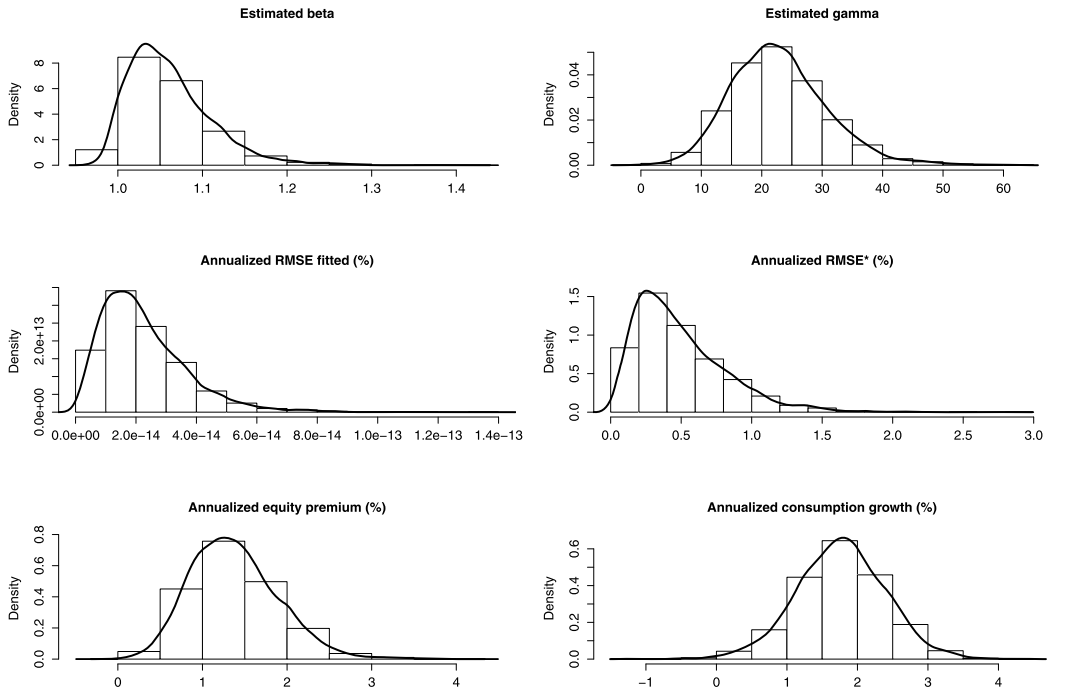 Estimated beta
Density
0 2 4 6 8
1.0 1.1 1.2 1.3 1.4
Estimated gamma
Density
0.00 0.02 0.04
0 10 20 30 40 50 60
Annualized RMSE fitted (%)
Density
0.0e+00 2.0e+13
0.0e+00 2.0e−14 4.0e−14 6.0e−14 8.0e−14 1.0e−13 1.2e−13 1.4e−13
Annualized RMSE* (%)
Density
0.0 0.5 1.0 1.5
0.0 0.5 1.0 1.5 2.0 2.5 3.0
Annualized equity premium (%)
Density
0.0 0.2 0.4 0.6 0.8
0 1 2 3 4
Annualized consumption growth (%)
Density
0.0 0.2 0.4 0.6
−1 0 1 2 3 4